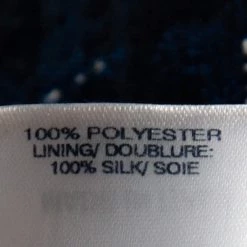 100% POLYESTER
LINING/ DOUBLURE:
100% SILK/ SOIE